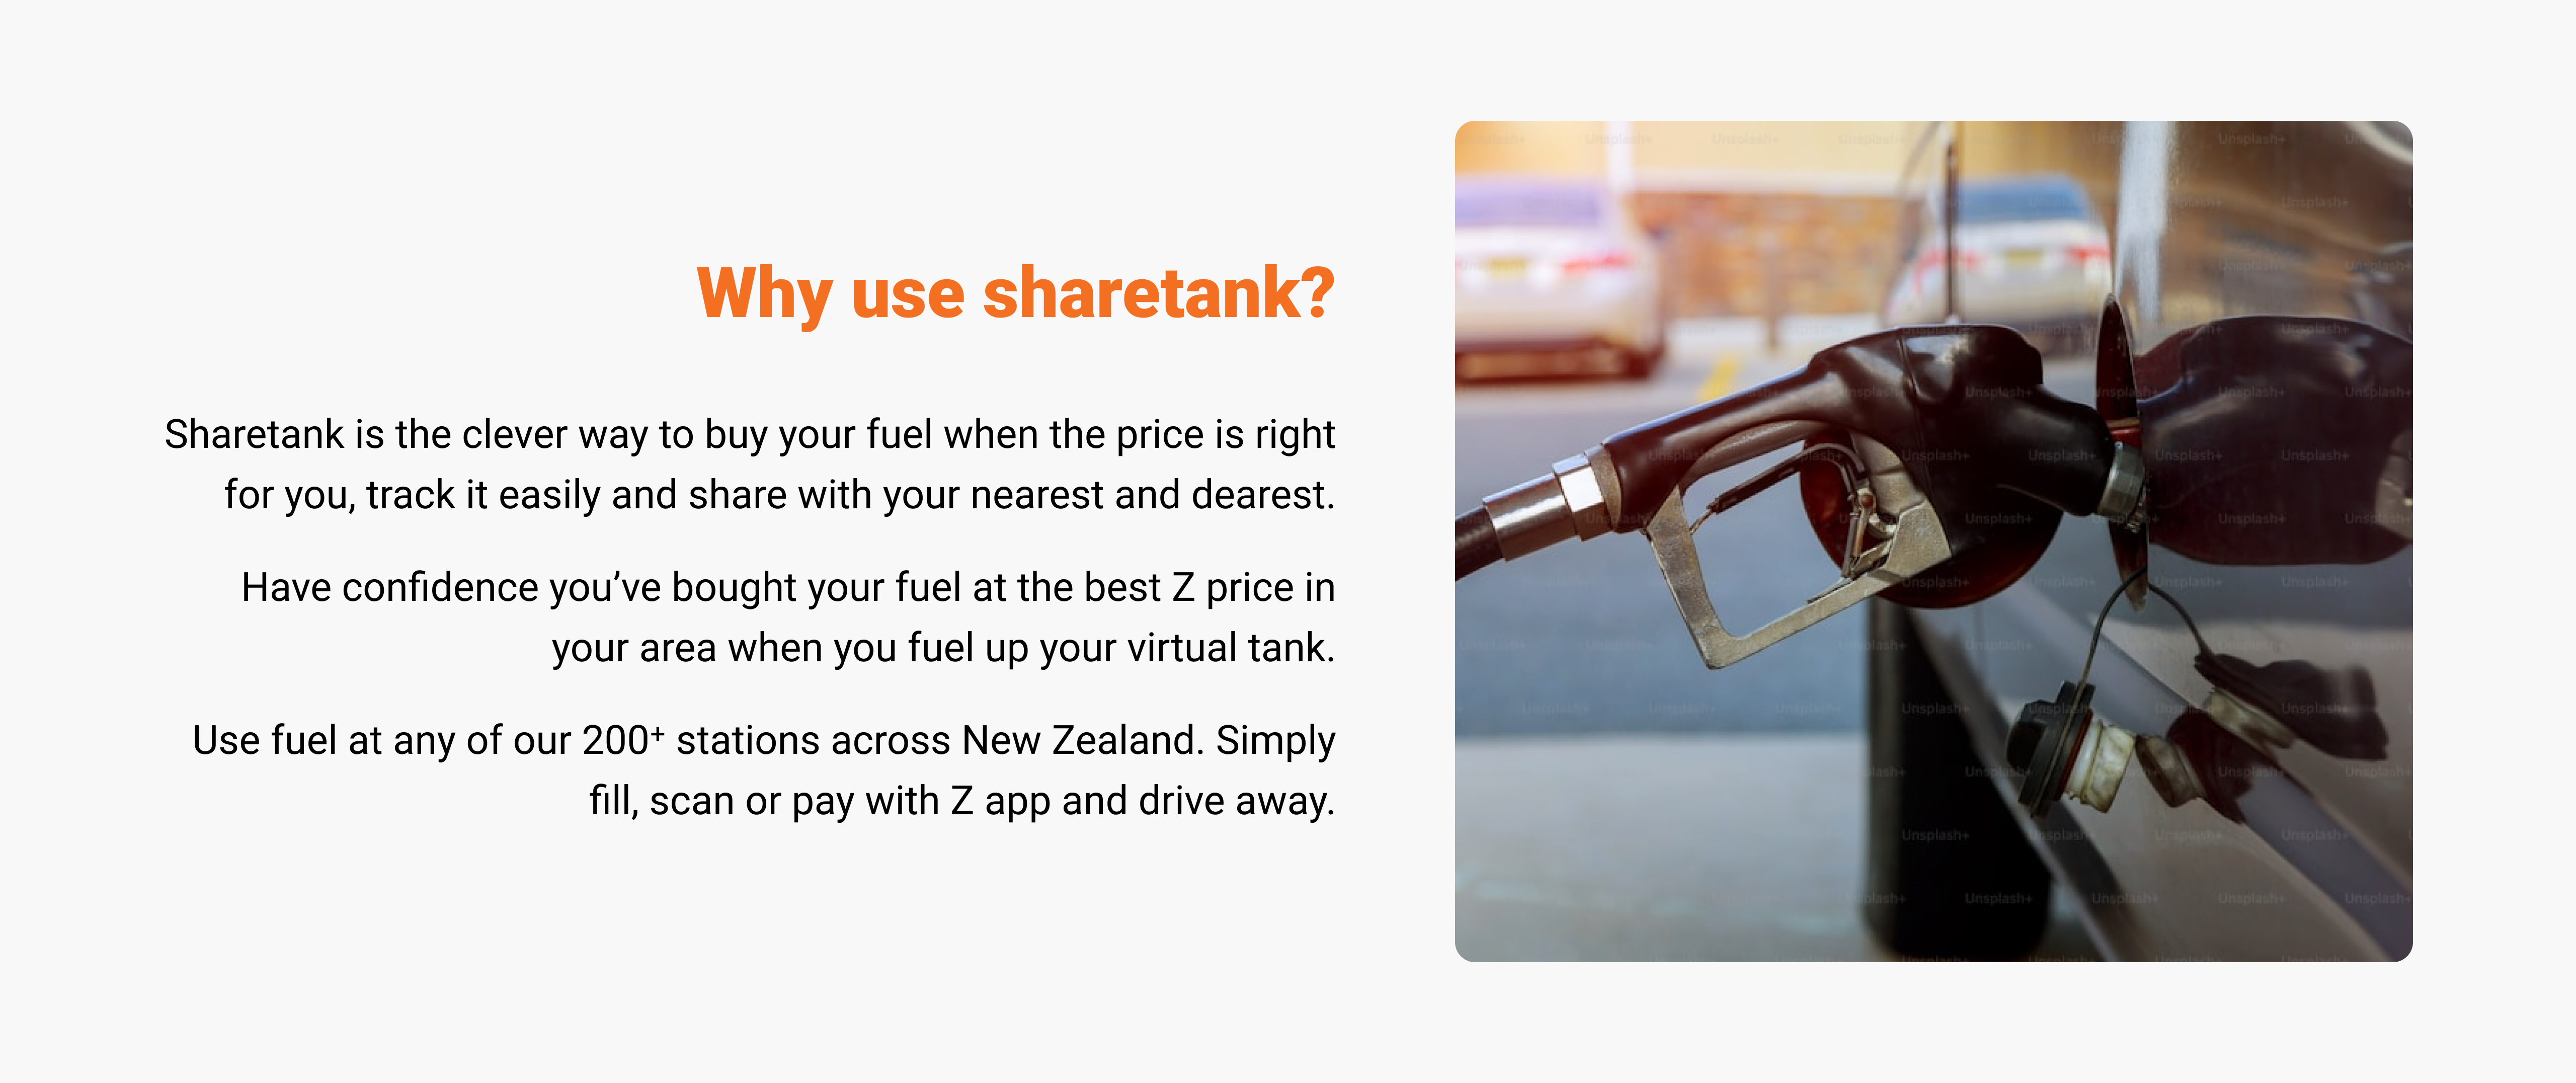 Why use sharetank?
Sharetank is the clever way to buy your fuel when the price is right
for you, track it easily and share with your nearest and dearest.
Have confidence you’ve bought your fuel at the best Z price in
your area when you fuel up your virtual tank.
Use fuel at any of our 200⁺ stations across New Zealand. Simply
fill, scan or pay with Z app and drive away.
Unsplash+